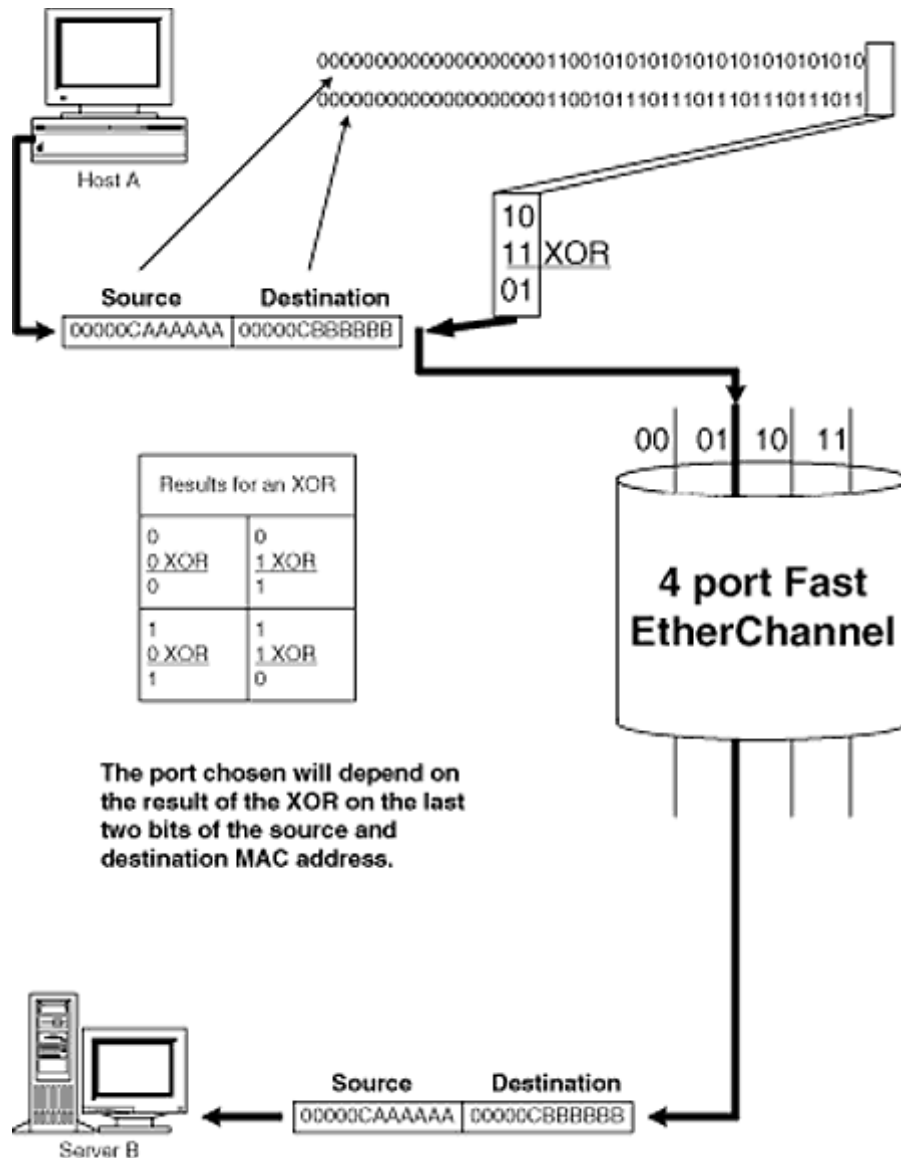 000000000000000000001100101010101010101010101010
000000000000000000001100101110111011101110111011
Host A
10
11 XOR
01
Source Destination
00000CAAAAAA 00000CBBBBBB
00 01 10 11
Results for an XOR
0 0
0 XOR 1 XOR
0 1
1 1
0 XOR 1 XOR
1 0
4 port Fast
EtherChannel
The port chosen will depend on
the result of the XOR on the last
two bits of the source and
destination MAC address.
Source Destination
00000CAAAAAA 00000CBBBBBB
Server B